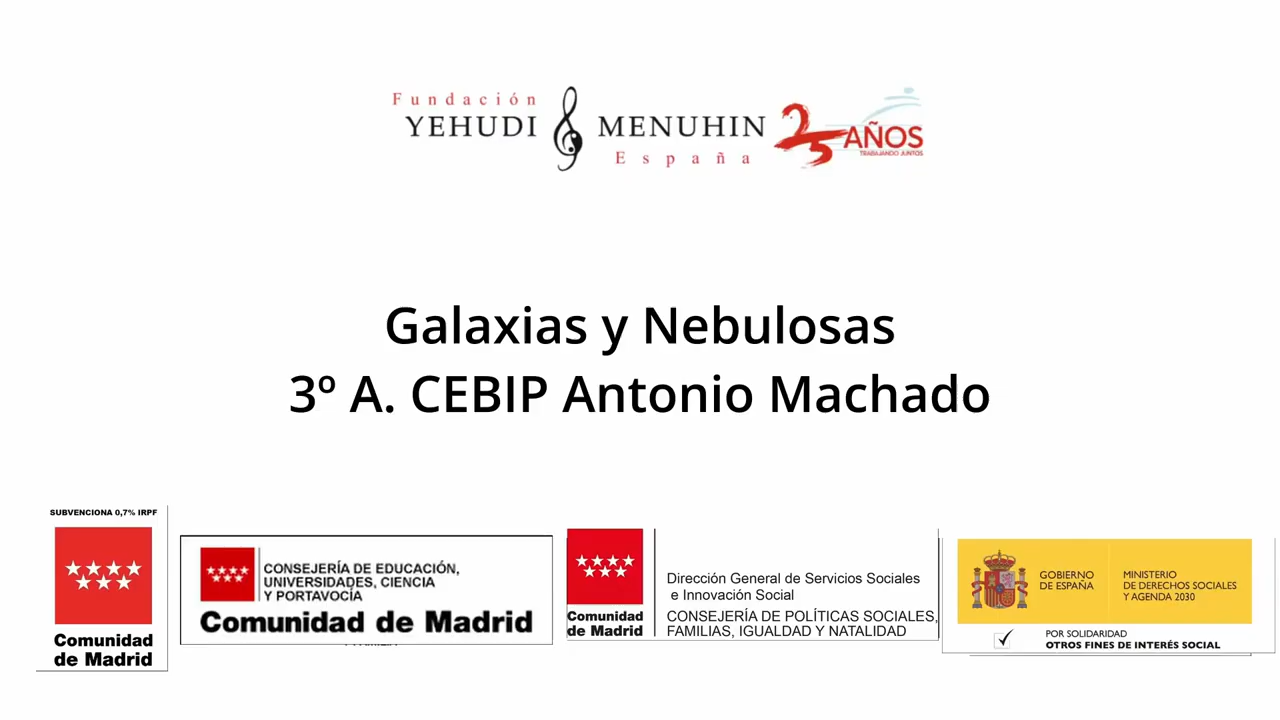 Fundación
YEHUDI MENUHIN
España
25 AÑOS
TRABAJANDO JUNTOS
Galaxias y Nebulosas
3º A. CEBIP Antonio Machado
SUBVENCIONA 0,7% IRPF
Comunidad
de Madrid
CONSEJERÍA DE EDUCACIÓN,
UNIVERSIDADES, CIENCIA
Y PORTAVOCÍA
Comunidad de Madrid
Comunidad
de Madrid
Dirección General de Servicios Sociales
e Innovación Social
CONSEJERÍA DE POLÍTICAS SOCIALES,
FAMILIAS, IGUALDAD Y NATALIDAD
GOBIERNO
DE ESPAÑA
MINISTERIO
DE DERECHOS SOCIALES
Y AGENDA 2030
POR SOLIDARIDAD
OTROS FINES DE INTERÉS SOCIAL